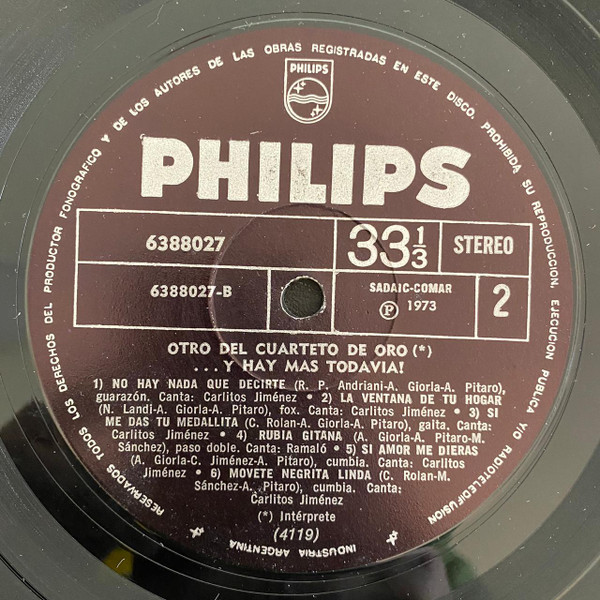 RESERVADOS TODOS LOS DERECHOS DEL PRODUCTOR FONOGRAFICO Y DE LOS AUTORES DE LAS OBRAS REGISTRADAS EN ESTE DISCO. PROHIBIDA SU REPRODUCCION, EJECUCION PUBLICA Y/O RADIOTELEDIFUSION
PHILIPS
PHILIPS
6388027
33 1/3
STEREO
6388027-B
SADAIC-COMAR
Ⓟ 1973
2
OTRO DEL CUARTETO DE ORO (*)
...Y HAY MAS TODAVIA!
1) NO HAY NADA QUE DECIRTE (R. P. Andriani-A. Giorla-A. Pitaro),
guarazón. Canta: Carlitos Jiménez • 2) LA VENTANA DE TU HOGAR
(N. Landi-A. Giorla-A. Pitaro), fox. Canta: Carlitos Jiménez • 3) SI
ME DAS TU MEDALLITA (C. Rolan-A. Giorla-A. Pitaro), gaita. Canta:
Carlitos Jiménez • 4) RUBIA GITANA (A. Giorla-A. Pitaro-M.
Sánchez), paso doble. Canta: Ramaló • 5) SI AMOR ME DIERAS
(A. Giorla-C. Jiménez-A. Pitaro), cumbia. Canta: Carlitos
Jiménez • 6) MOVETE NEGRITA LINDA (C. Rolan-M.
Sánchez-A. Pitaro), cumbia. Canta:
Carlitos Jiménez
(*) Intérprete
(4119)
INDUSTRIA ARGENTINA